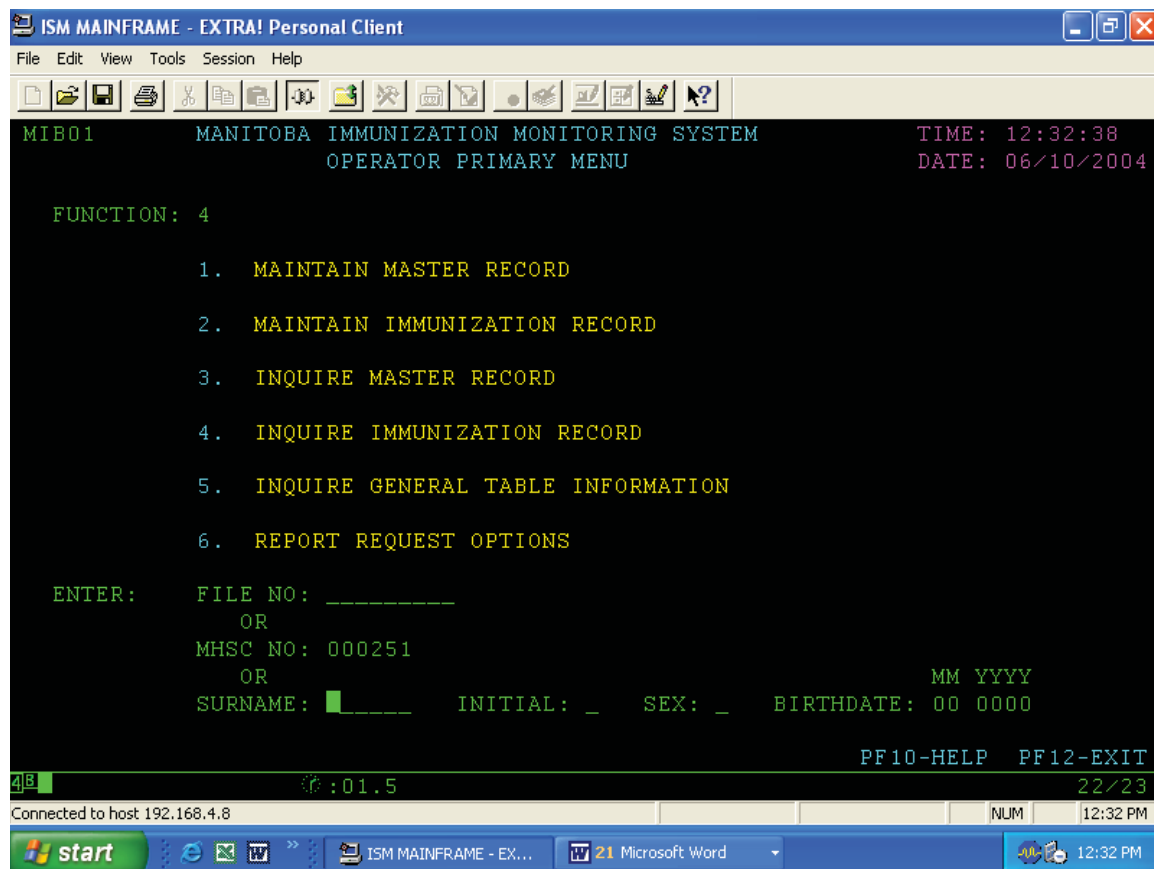 ISM MAINFRAME - EXTRA! Personal Client
File Edit View Tools Session Help
MIB01 MANITOBA IMMUNIZATION MONITORING SYSTEM TIME: 12:32:38
OPERATOR PRIMARY MENU DATE: 06/10/2004
FUNCTION: 4
1. MAINTAIN MASTER RECORD
2. MAINTAIN IMMUNIZATION RECORD
3. INQUIRE MASTER RECORD
4. INQUIRE IMMUNIZATION RECORD
5. INQUIRE GENERAL TABLE INFORMATION
6. REPORT REQUEST OPTIONS
ENTER: FILE NO: _________
OR
MHSC NO: 000251
OR MM YYYY
SURNAME: ______ INITIAL: _ SEX: _ BIRTHDATE: 00 0000
PF10-HELP PF12-EXIT
4B :01.5 22/23
Connected to host 192.168.4.8 NUM 12:32 PM
start ISM MAINFRAME - EX... 21 Microsoft Word 12:32 PM